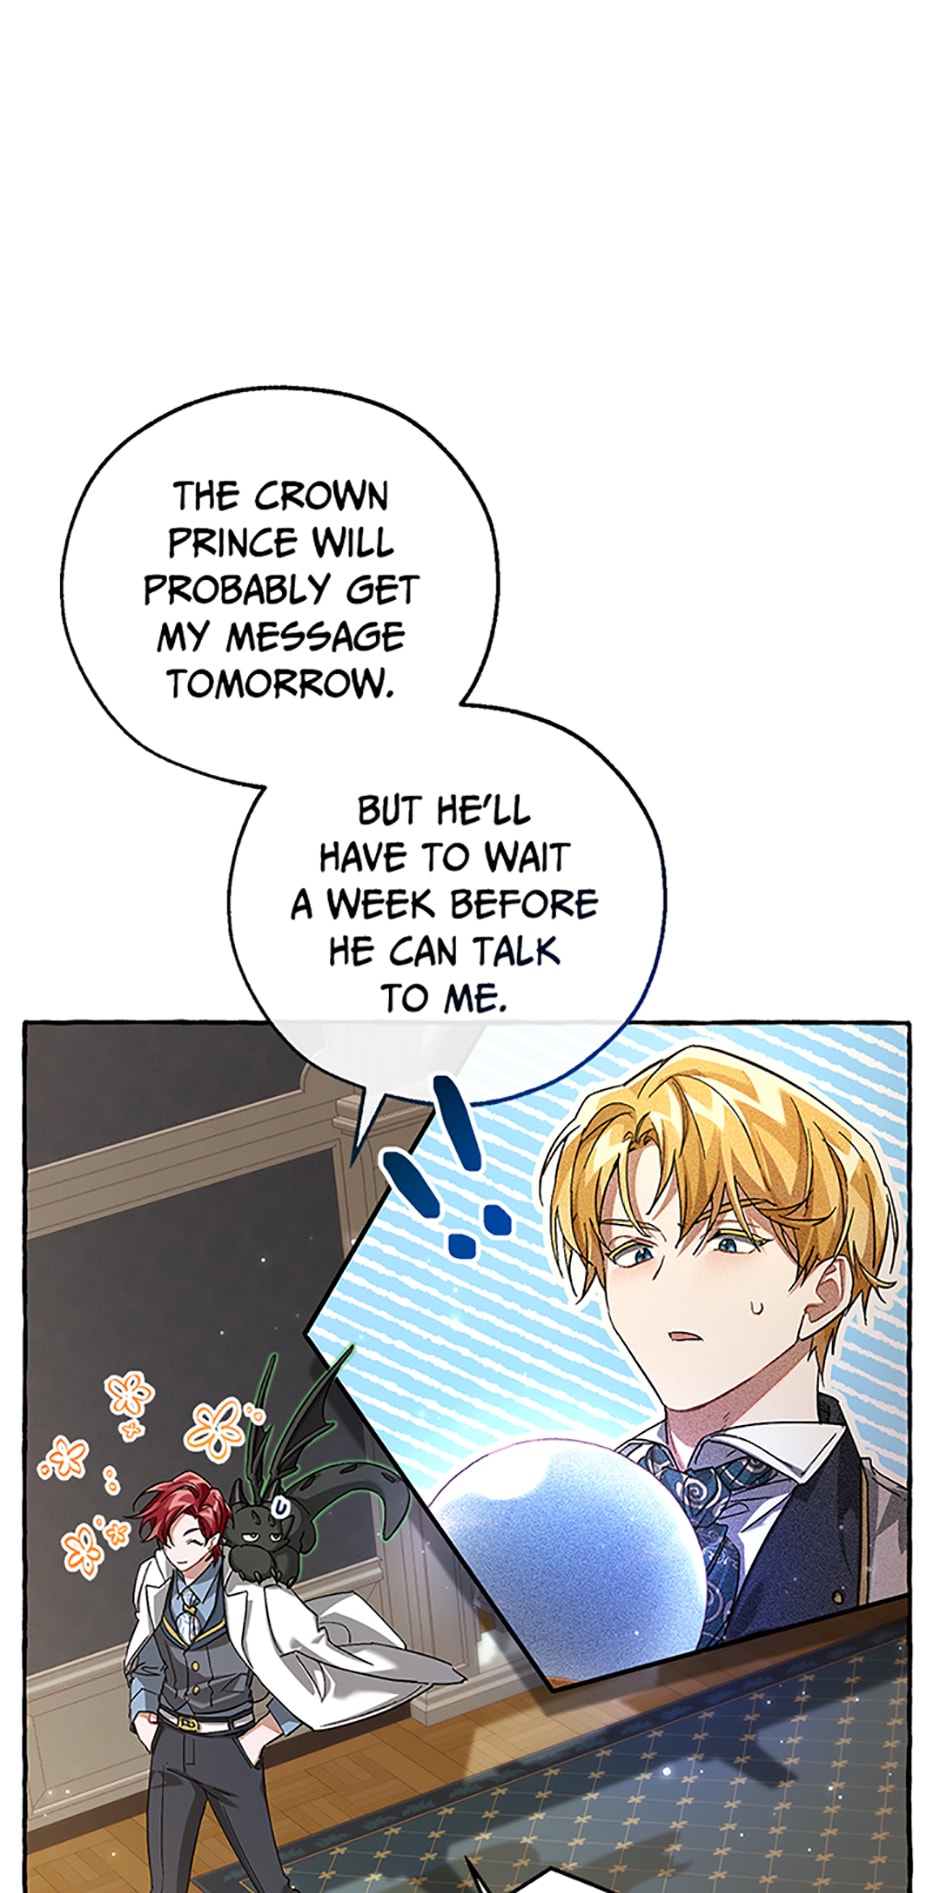 THE CROWN
PRINCE WILL
PROBABLY GET
MY MESSAGE
TOMORROW.
BUT HE'LL
HAVE TO WAIT
A WEEK BEFORE
HE CAN TALK
TO ME.